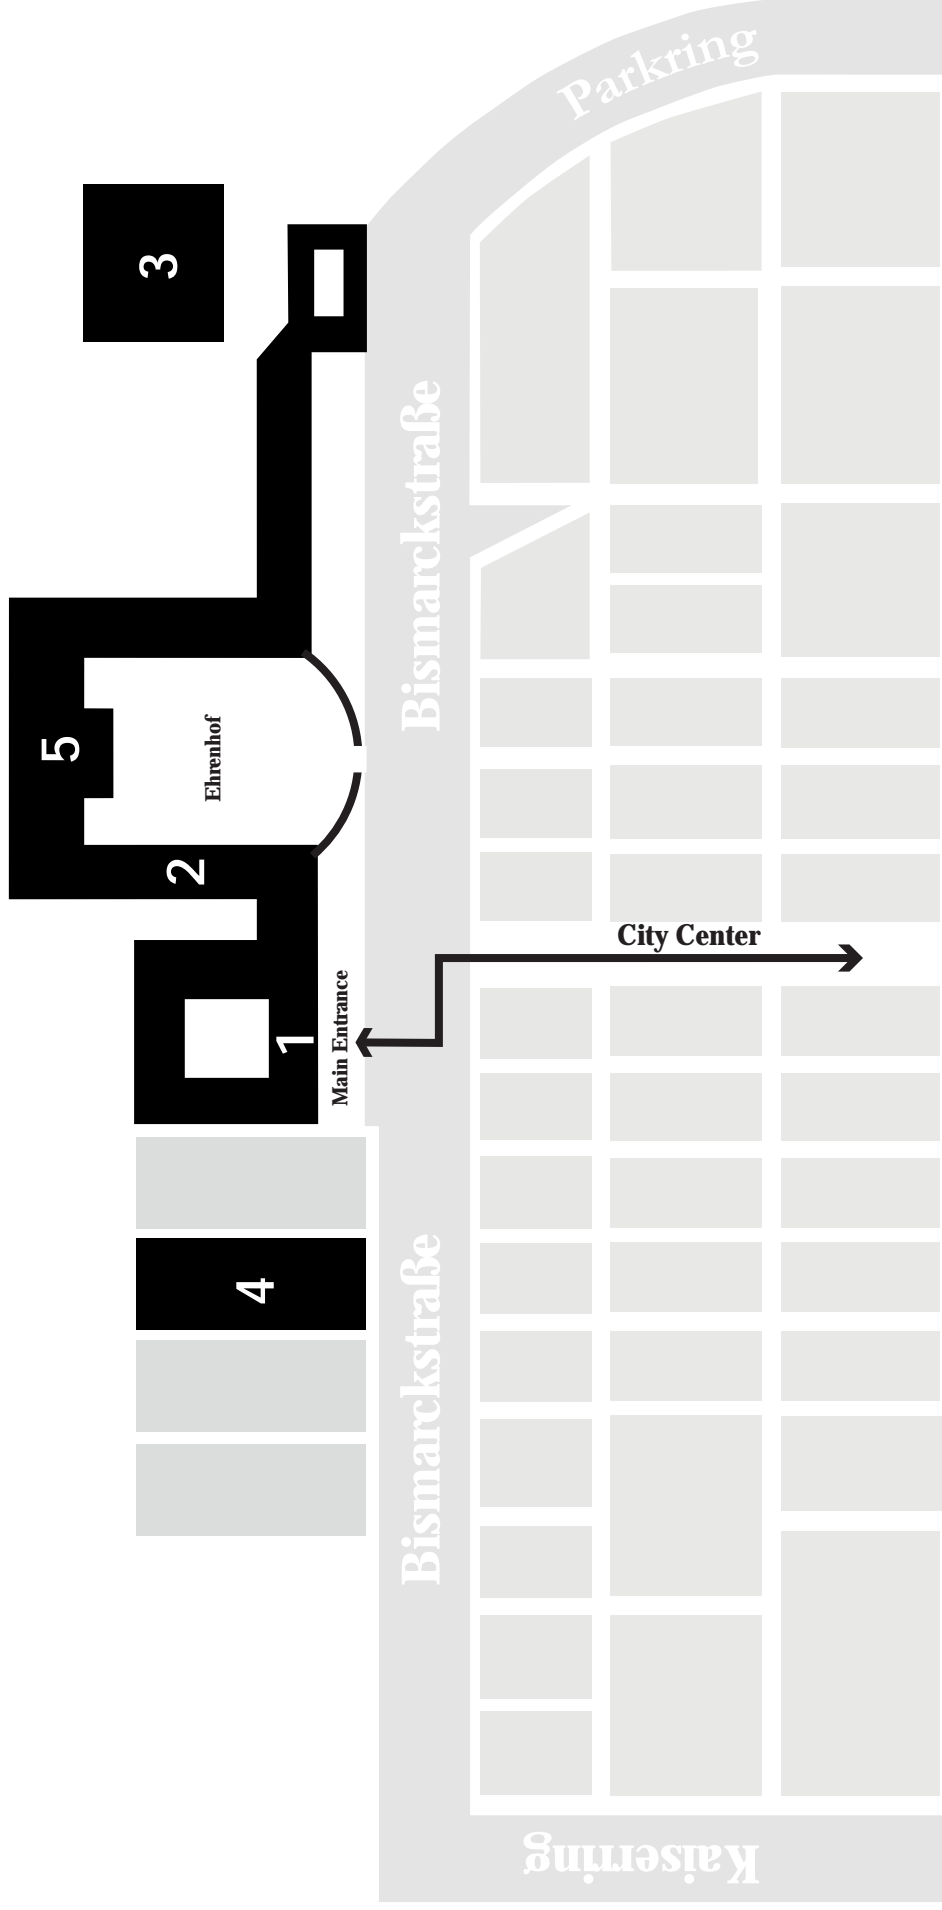 Parkring
3
Bismarckstraße
5
Ehrenhof
2
City Center
1
Main Entrance
4
Bismarckstraße
Kaiserring